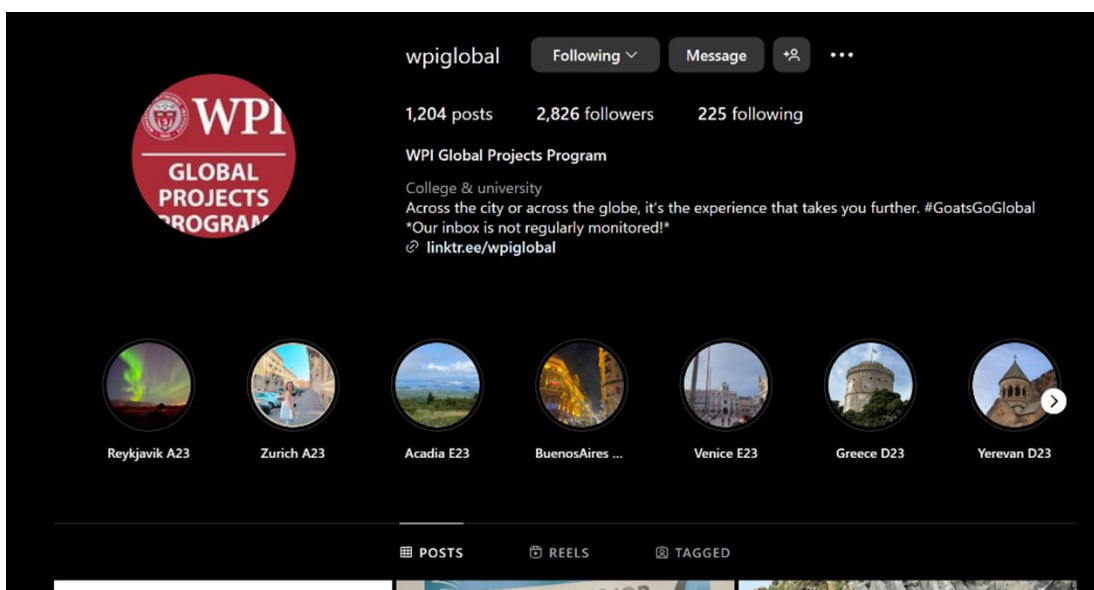 wpiglobal Following Message
1,204 posts 2,826 followers 225 following
WPI Global Projects Program
College & university
Across the city or across the globe, it's the experience that takes you further. #GoatsGoGlobal
*Our inbox is not regularly monitored!*
linktr.ee/wpiglobal
WPI
GLOBAL
PROJECTS
PROGRAM
Reykjavik A23 Zurich A23 Acadia E23 BuenosAires ... Venice E23 Greece D23 Yerevan D23
POSTS REELS TAGGED